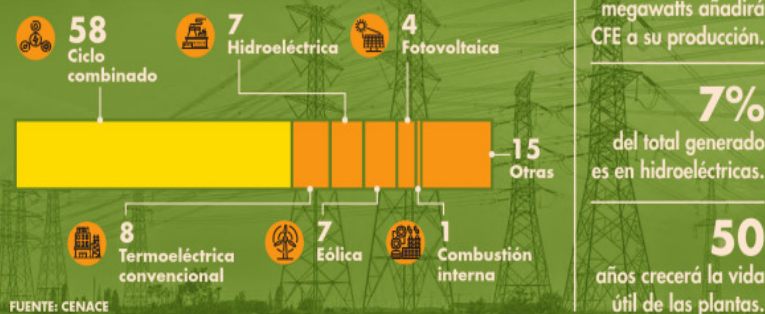 58
Ciclo
combinado
7
Hidroeléctrica
4
Fotovoltaica
15
Otras
8
Termoeléctrica
convencional
7
Eólica
1
Combustión
interna
FUENTE: CENACE
megawatts añadirá
CFE a su producción.
7%
del total generado
es en hidroeléctricas.
50
años crecerá la vida
útil de las plantas.